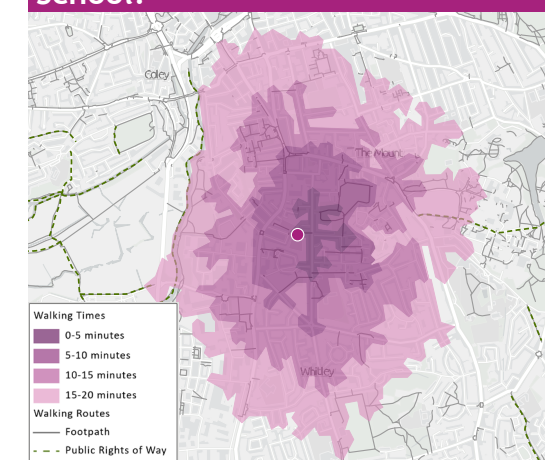 school?
Coley
The Mount
Whitley
Walking Times
0-5 minutes
5-10 minutes
10-15 minutes
15-20 minutes
Walking Routes
Footpath
Public Rights of Way